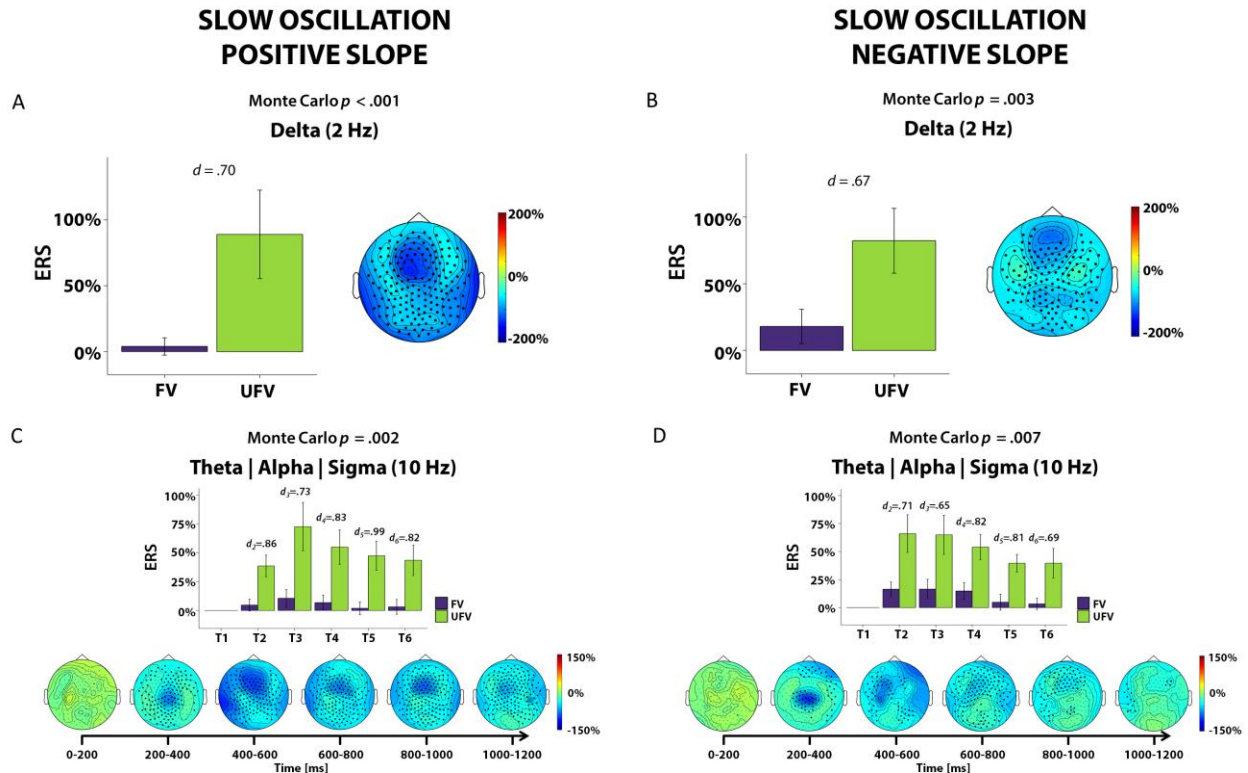 SLOW OSCILLATION
POSITIVE SLOPE
A
Monte Carlo p < .001
Delta (2 Hz)
d = .70
100%
50%
0%
ERS
FV
UFV
200%
0%
-200%
SLOW OSCILLATION
NEGATIVE SLOPE
B
Monte Carlo p = .003
Delta (2 Hz)
d = .67
100%
50%
0%
ERS
FV
UFV
200%
0%
-200%
C
Monte Carlo p = .002
Theta | Alpha | Sigma (10 Hz)
100%
75%
50%
25%
0%
ERS
d2=.86
d3=.73
d4=.83
d5=.99
d6=.82
T1 T2 T3 T4 T5 T6
FV
UFV
150%
0%
-150%
0-200 200-400 400-600 600-800 800-1000 1000-1200
Time [ms]
D
Monte Carlo p = .007
Theta | Alpha | Sigma (10 Hz)
100%
75%
50%
25%
0%
ERS
d2=.71
d3=.65
d4=.82
d5=.81
d6=.69
T1 T2 T3 T4 T5 T6
FV
UFV
150%
0%
-150%
0-200 200-400 400-600 600-800 800-1000 1000-1200
Time [ms]